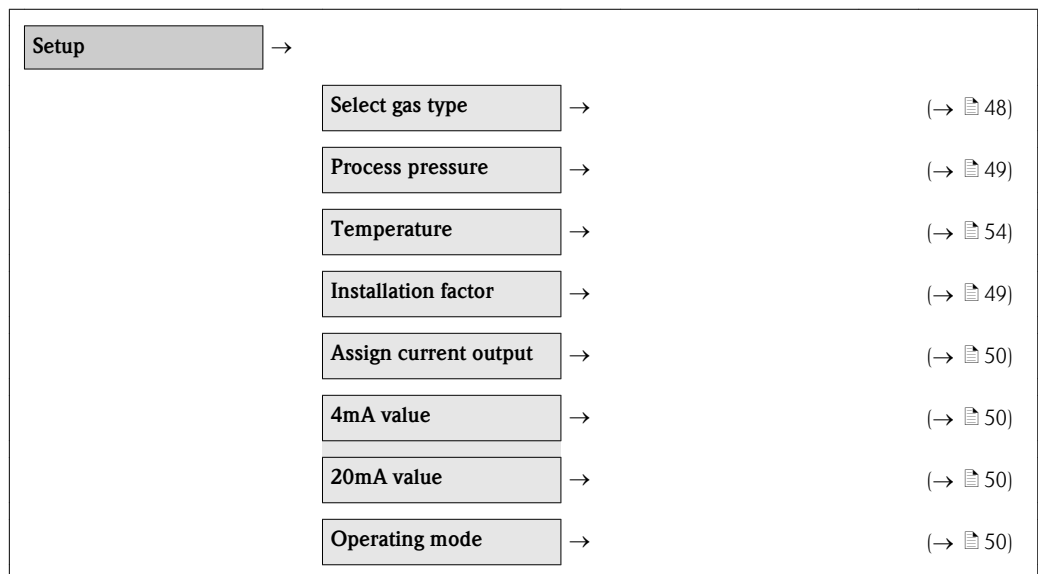 Setup →
Select gas type → (→ 🖹 48)
Process pressure → (→ 🖹 49)
Temperature → (→ 🖹 54)
Installation factor → (→ 🖹 49)
Assign current output → (→ 🖹 50)
4mA value → (→ 🖹 50)
20mA value → (→ 🖹 50)
Operating mode → (→ 🖹 50)